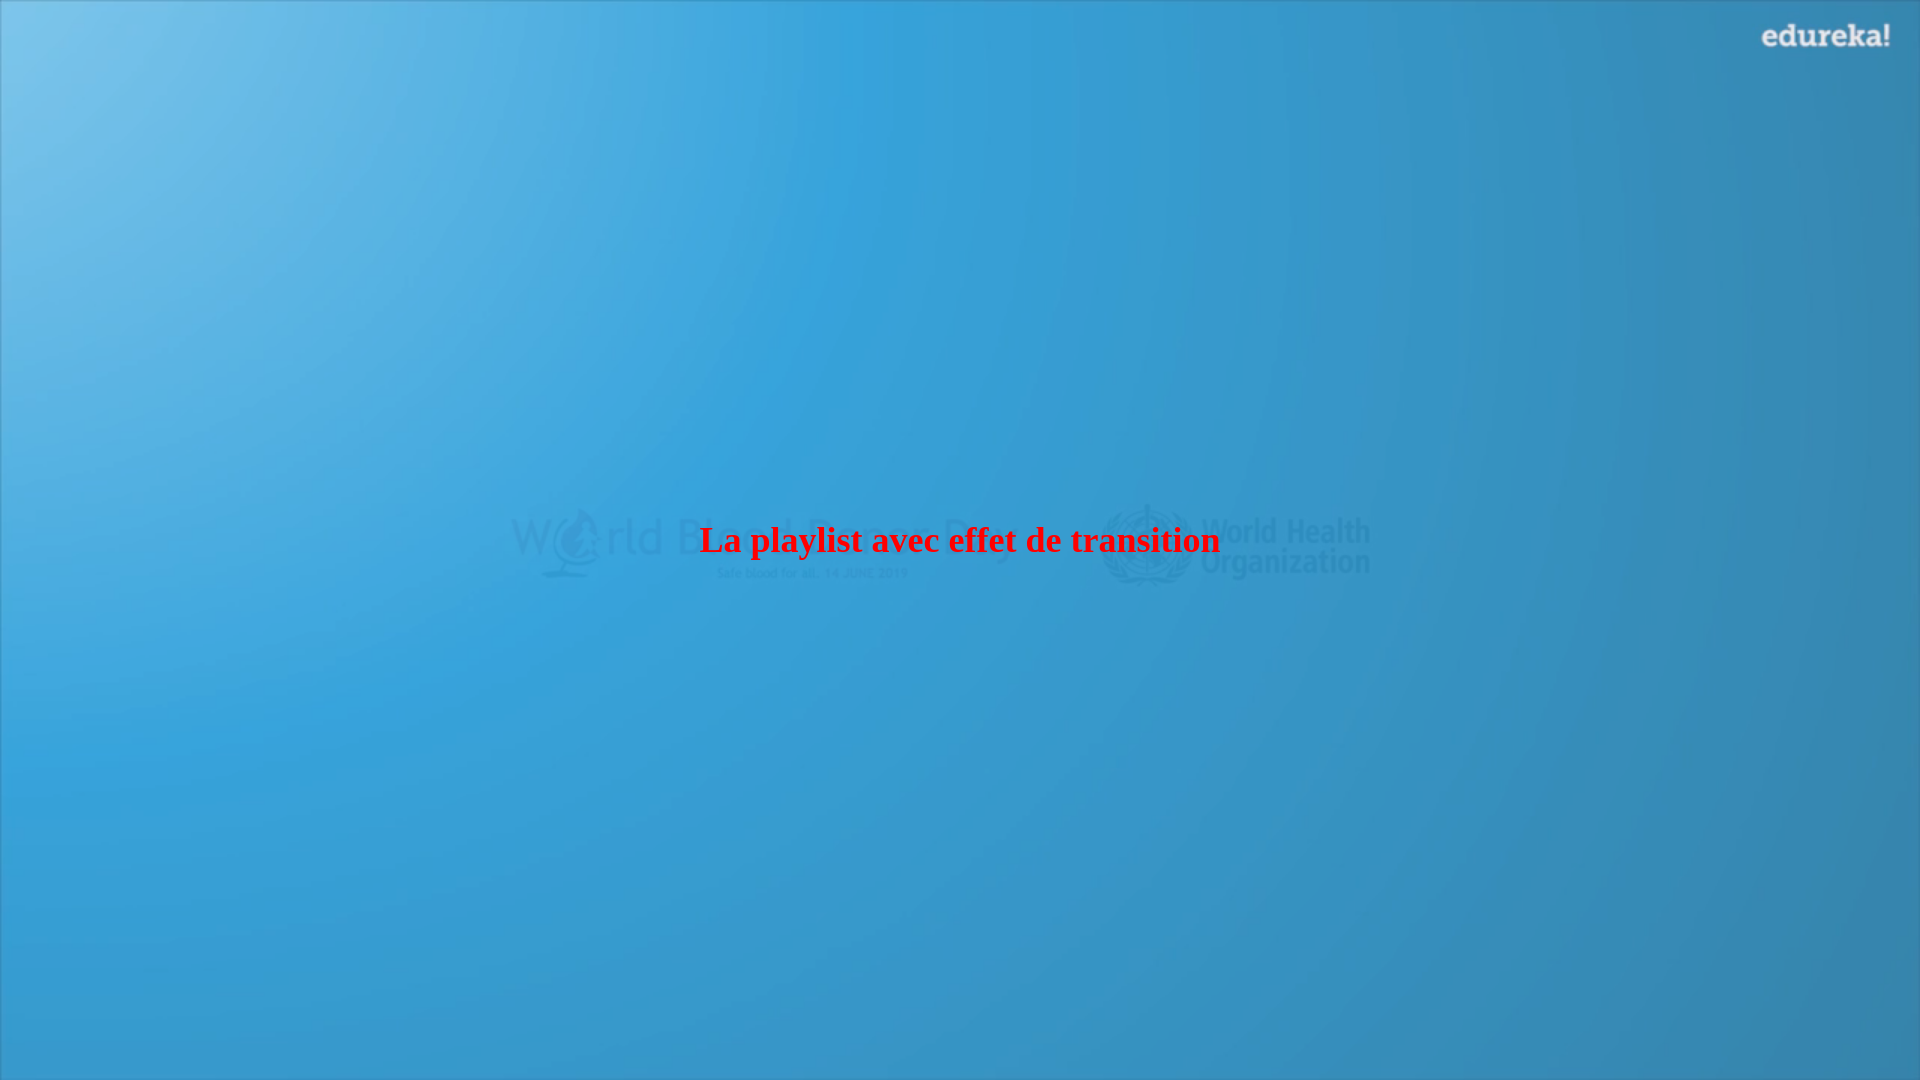 edureka!
World Blood Donor Day
Safe blood for all. 14 JUNE 2019
World Health
Organization
La playlist avec effet de transition